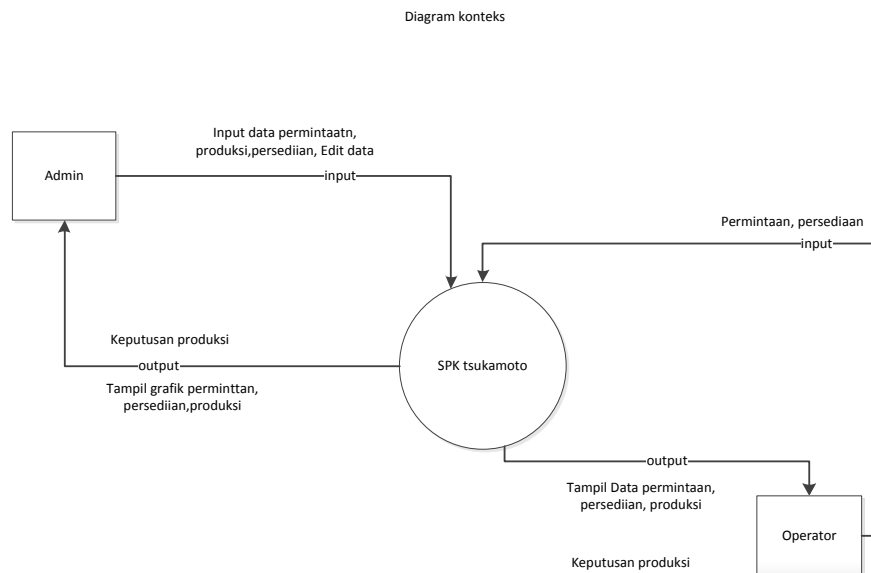 Diagram konteks
Input data permintaatn,
produksi,persediian, Edit data
Admin
input
Permintaan, persediaan
input
Keputusan produksi
output
SPK tsukamoto
Tampil grafik perminttan,
persediian,produksi
output
Tampil Data permintaan,
persediian, produksi
Operator
Keputusan produksi